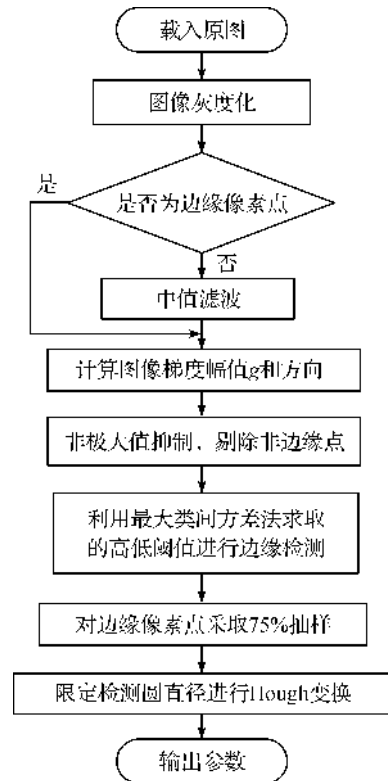 载入原图
图像灰度化
是
是否为边缘像素点
否
中值滤波
计算图像梯度幅值g和方向
非极大值抑制，剔除非边缘点
利用最大类间方差法求取
的高低阈值进行边缘检测
对边缘像素点采取75%抽样
限定检测圆直径进行Hough变换
输出参数